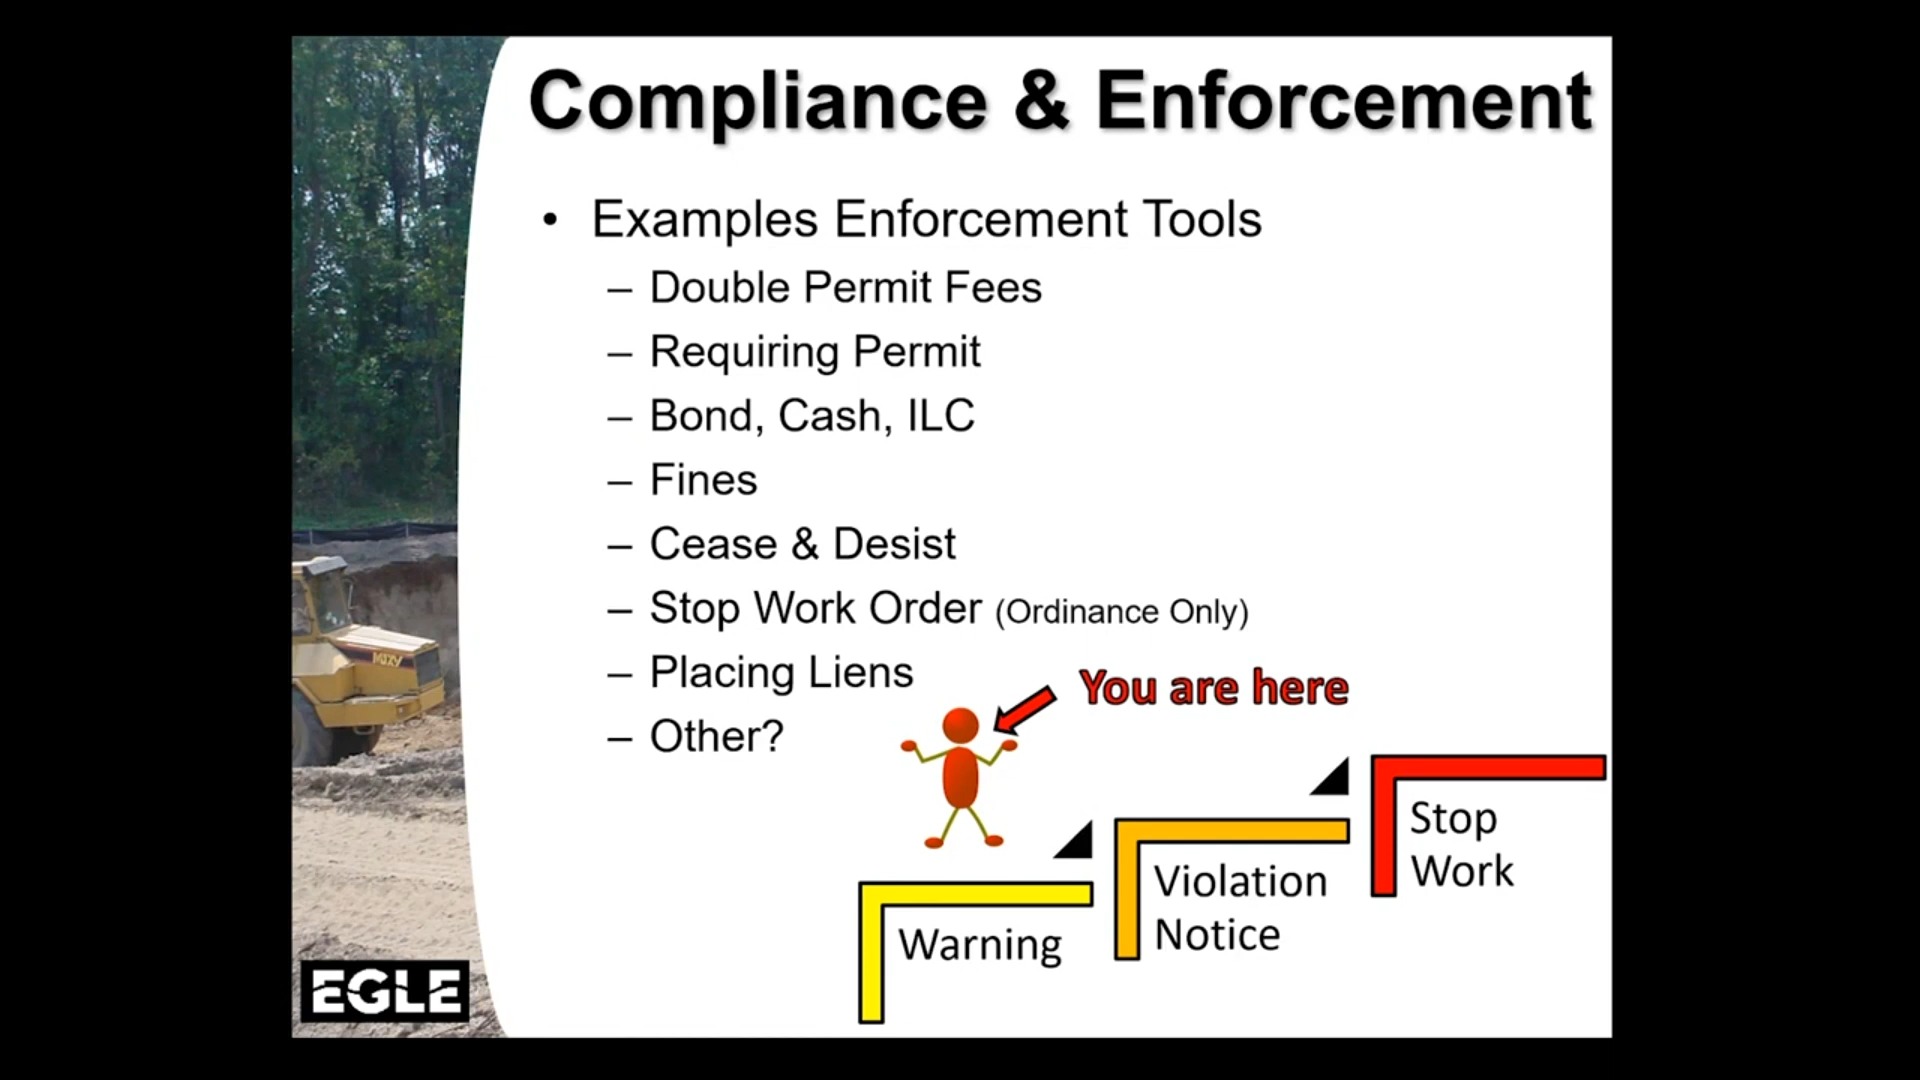 Compliance & Enforcement
• Examples Enforcement Tools
– Double Permit Fees
– Requiring Permit
– Bond, Cash, ILC
– Fines
– Cease & Desist
– Stop Work Order (Ordinance Only)
– Placing Liens
– Other?
You are here
Warning
Violation
Notice
Stop
Work
EGLE